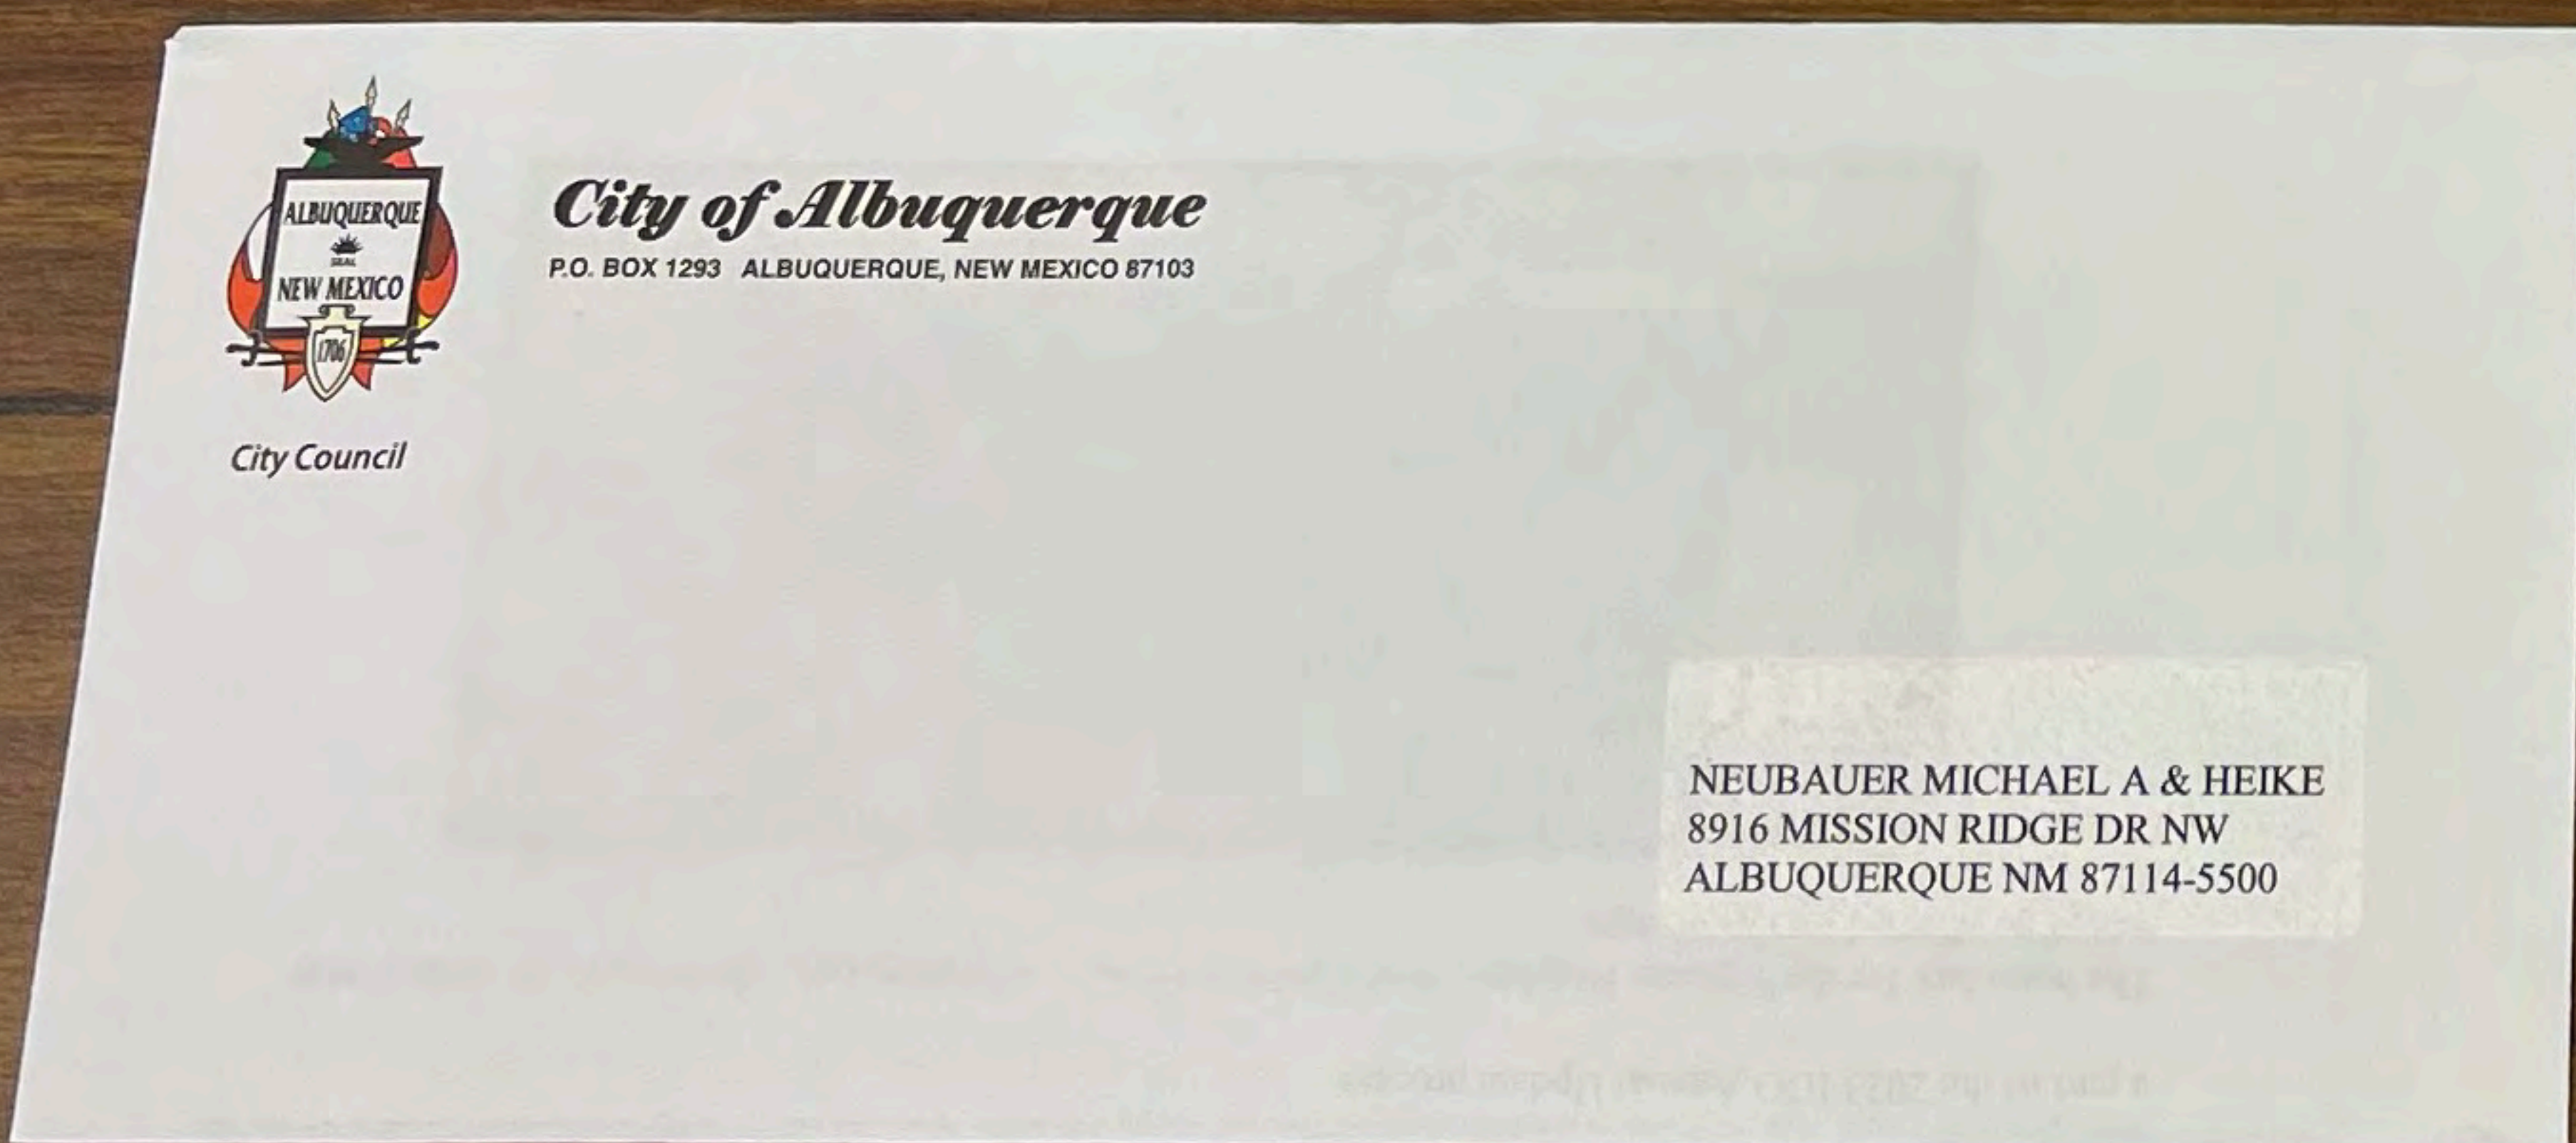 ALBUQUERQUE
SEAL
NEW MEXICO
1706
City Council
City of Albuquerque
P.O. BOX 1293 ALBUQUERQUE, NEW MEXICO 87103
NEUBAUER MICHAEL A & HEIKE
8916 MISSION RIDGE DR NW
ALBUQUERQUE NM 87114-5500